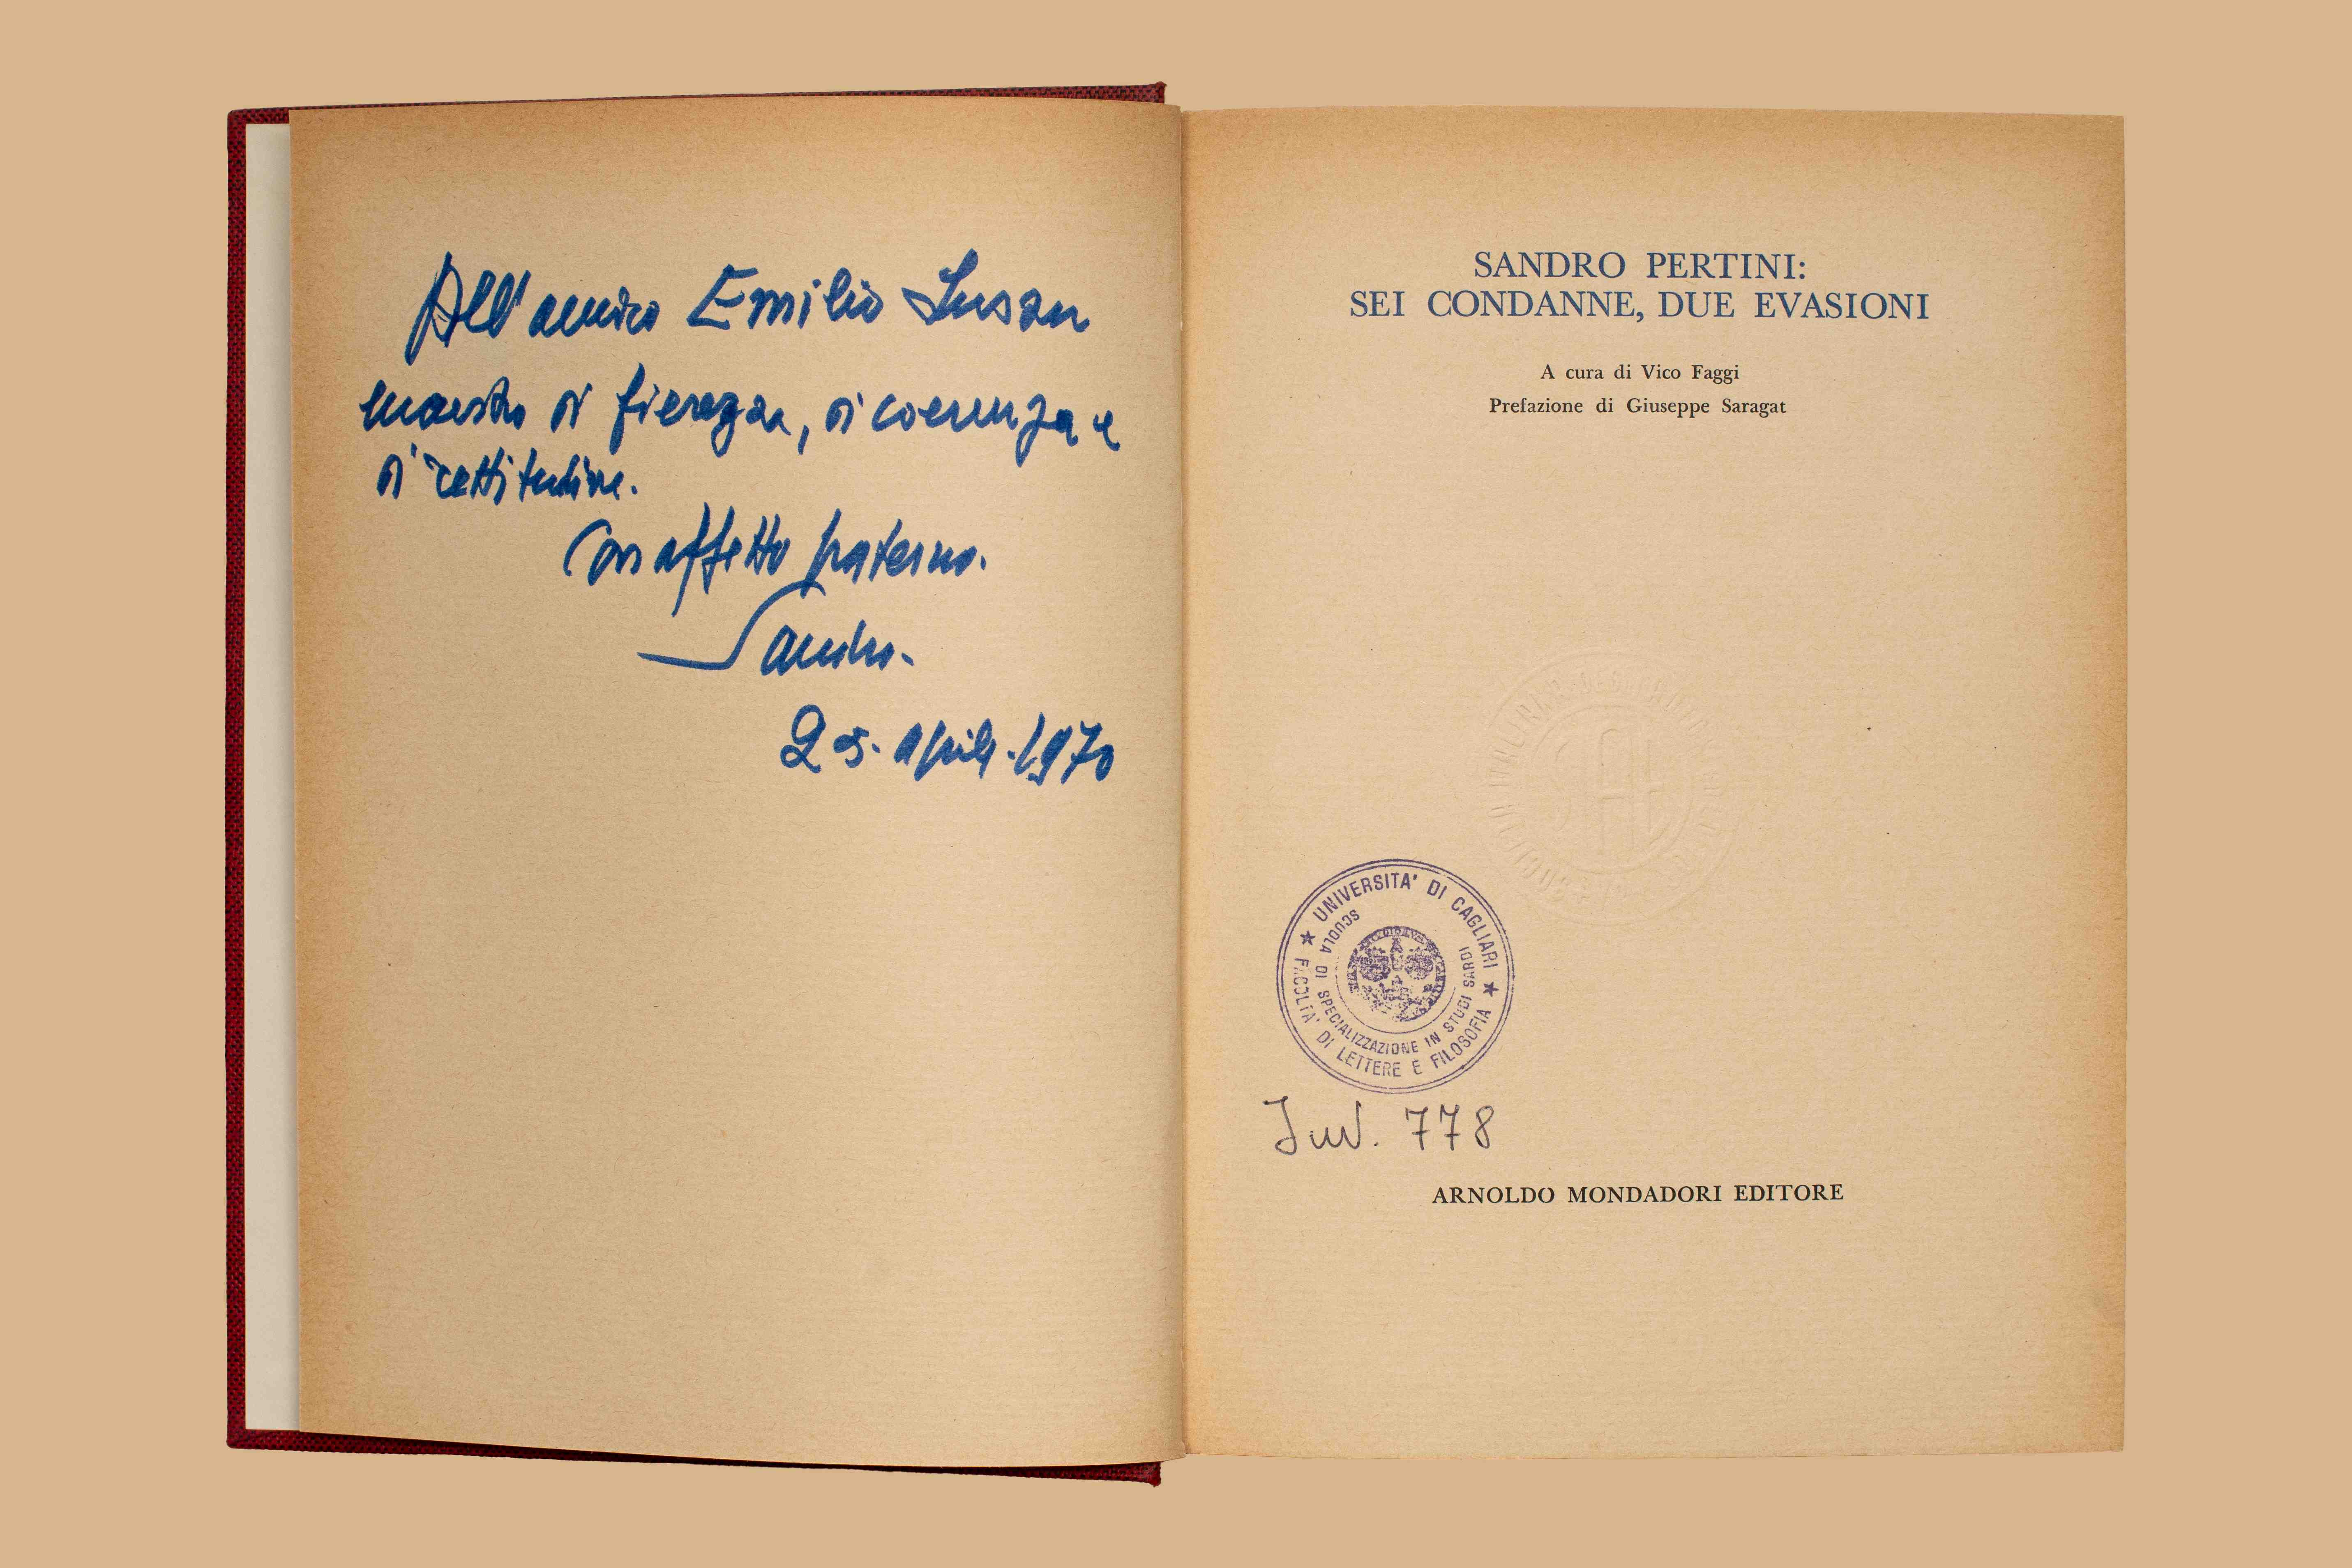 All'amico Emilio Lussu
maestro di fierezza, di coerenza e
di rettitudine.
Con affetto fraterno.
Sandro.
25. aprile. 1970
SANDRO PERTINI:
SEI CONDANNE, DUE EVASIONI
A cura di Vico Faggi
Prefazione di Giuseppe Saragat
★ UNIVERSITA' DI CAGLIARI ★
FACOLTA' DI LETTERE E FILOSOFIA
SCUOLA DI SPECIALIZZAZIONE IN STUDI SARDI
Inv. 778
ARNOLDO MONDADORI EDITORE